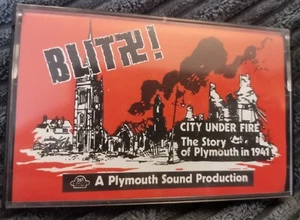 BLITZ!
CITY UNDER FIRE
The Story
of Plymouth in 1941
A Plymouth Sound Production